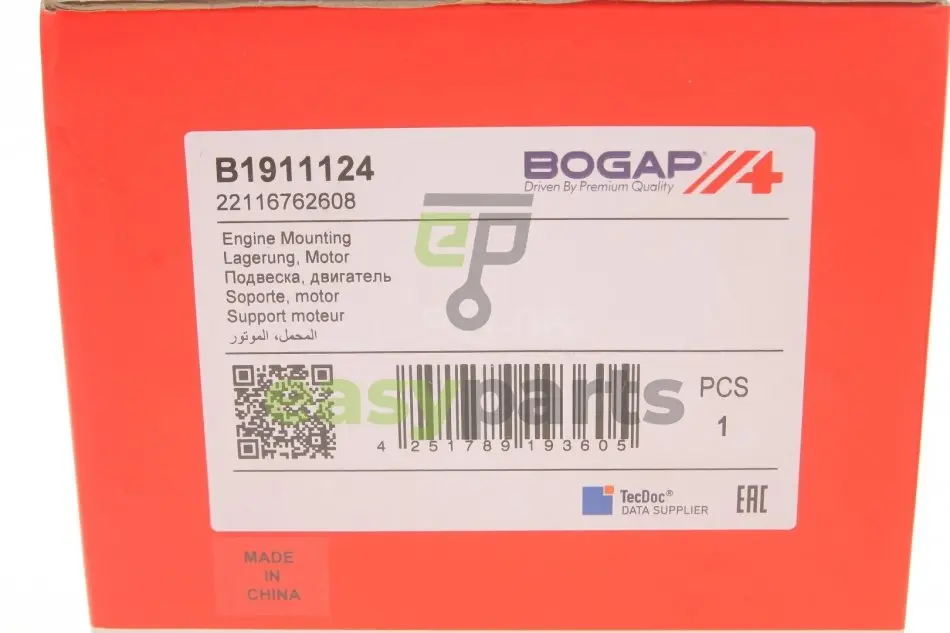 B1911124
22116762608
BOGAP
Driven By Premium Quality
Engine Mounting
Lagerung, Motor
Подвеска, двигатель
Soporte, motor
Support moteur
المحمل، الموتور
ep
easyparts
4 251789 193605
PCS
1
TecDoc®
DATA SUPPLIER
EAC
MADE
IN
CHINA